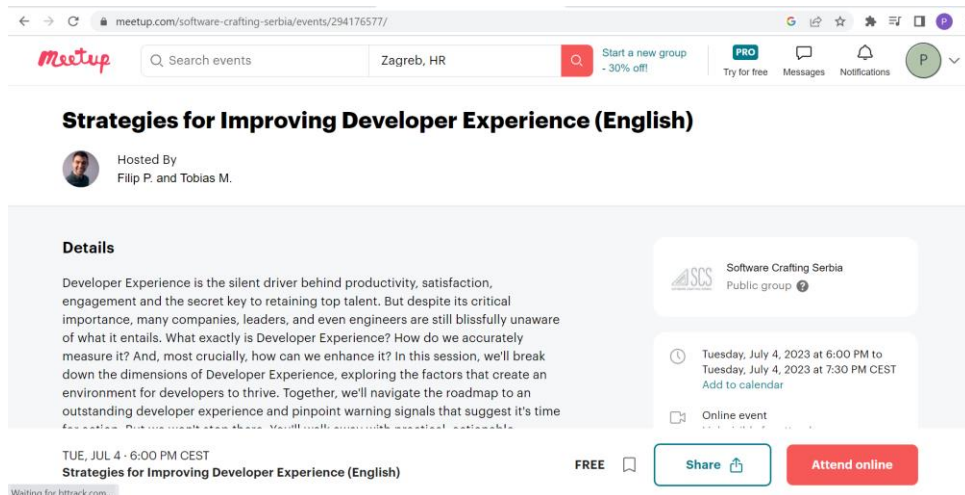 meetup.com/software-crafting-serbia/events/294176577/
G
P
meetup
Search events
Zagreb, HR
Start a new group
- 30% off!
PRO
Try for free
Messages
Notifications
P
Strategies for Improving Developer Experience (English)
Hosted By
Filip P. and Tobias M.
Details
Developer Experience is the silent driver behind productivity, satisfaction,
engagement and the secret key to retaining top talent. But despite its critical
importance, many companies, leaders, and even engineers are still blissfully unaware
of what it entails. What exactly is Developer Experience? How do we accurately
measure it? And, most crucially, how can we enhance it? In this session, we'll break
down the dimensions of Developer Experience, exploring the factors that create an
environment for developers to thrive. Together, we'll navigate the roadmap to an
outstanding developer experience and pinpoint warning signals that suggest it's time
SCS
Software Crafting Serbia
Public group
Tuesday, July 4, 2023 at 6:00 PM to
Tuesday, July 4, 2023 at 7:30 PM CEST
Add to calendar
Online event
TUE, JUL 4 · 6:00 PM CEST
Strategies for Improving Developer Experience (English)
FREE
Share
Attend online